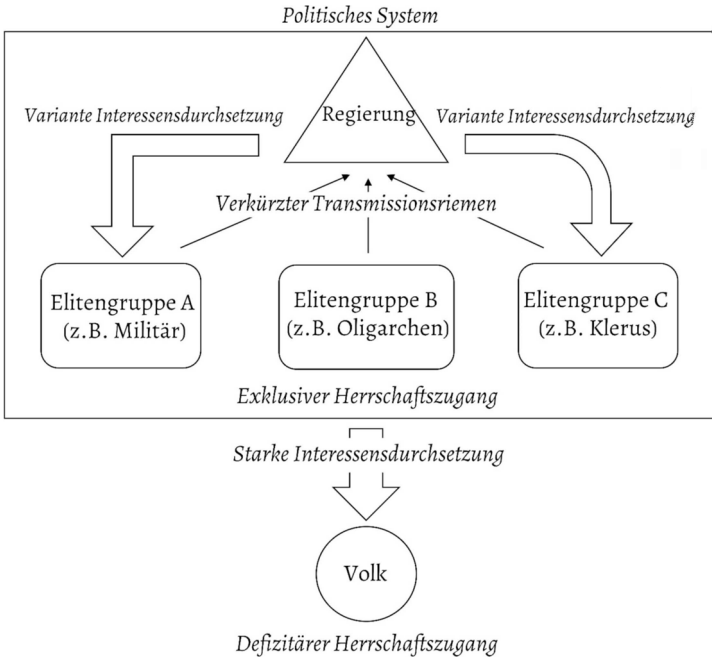 Politisches System
Regierung
Variante Interessensdurchsetzung
Variante Interessensdurchsetzung
Verkürzter Transmissionsriemen
Elitengruppe A
(z.B. Militär)
Elitengruppe B
(z.B. Oligarchen)
Elitengruppe C
(z.B. Klerus)
Exklusiver Herrschaftszugang
Starke Interessensdurchsetzung
Volk
Defizitärer Herrschaftszugang